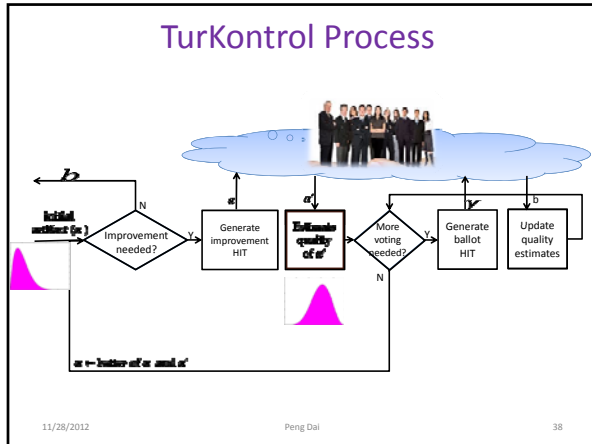 TurKontrol Process
b
N
initial
artifact (α)
Improvement
needed?
Y
Generate
improvement
HIT
α
α'
Estimate
quality
of α'
More
voting
needed?
Y
N
Generate
ballot
HIT
b
Update
quality
estimates
α ← better of α and α'
11/28/2012
Peng Dai
38